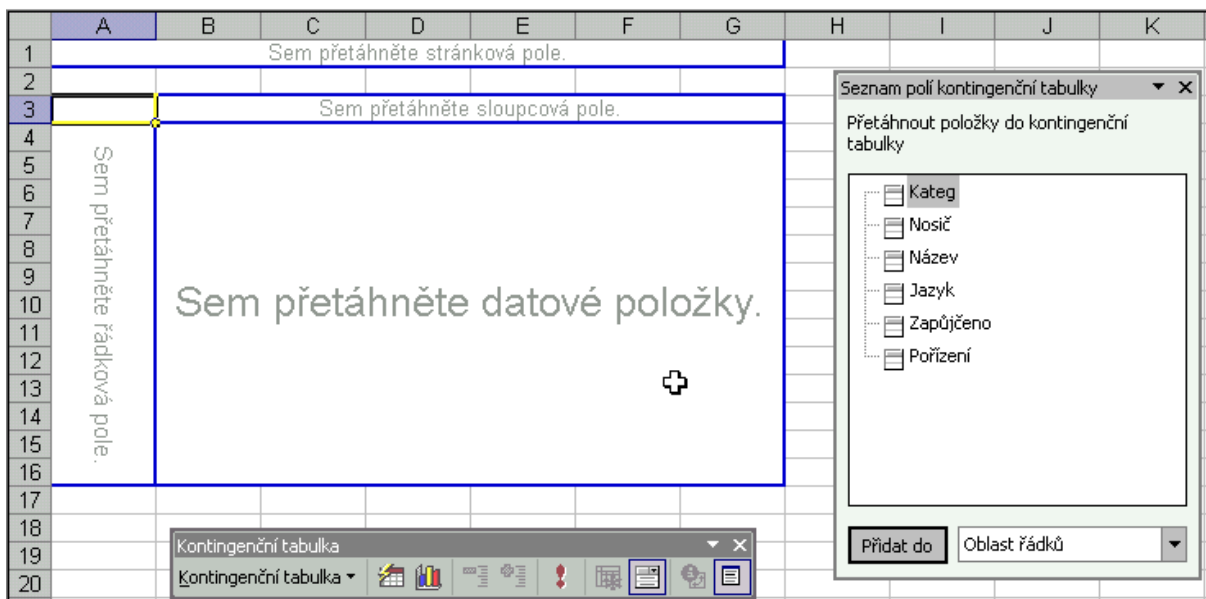 A B C D E F G H I J K
1 Sem přetáhněte stránková pole.
2
3 Sem přetáhněte sloupcová pole.
4
5
6
7
8
9
10
11
12
13
14
15
16
17
18
19
20
Sem přetáhněte řádková pole.
Sem přetáhněte datové položky.
Seznam polí kontingenční tabulky
Přetáhnout položky do kontingenční
tabulky
Kateg
Nosič
Název
Jazyk
Zapůjčeno
Pořízení
Přidat do Oblast řádků
Kontingenční tabulka
Kontingenční tabulka